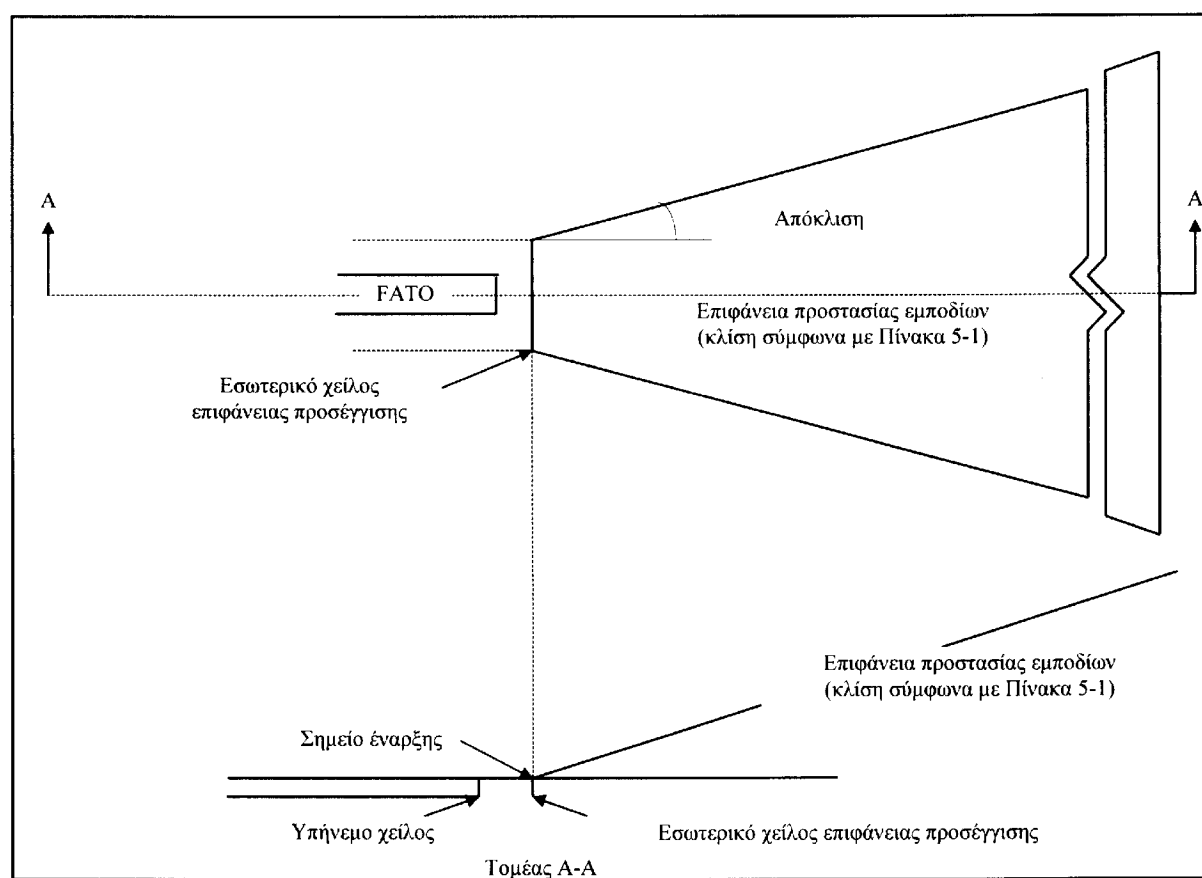 A
A
Απόκλιση
FATO
Επιφάνεια προστασίας εμποδίων
(κλίση σύμφωνα με Πίνακα 5-1)
Εσωτερικό χείλος
επιφάνειας προσέγγισης
Επιφάνεια προστασίας εμποδίων
(κλίση σύμφωνα με Πίνακα 5-1)
Σημείο έναρξης
Υπήνεμο χείλος
Εσωτερικό χείλος επιφάνειας προσέγγισης
Τομέας Α-Α